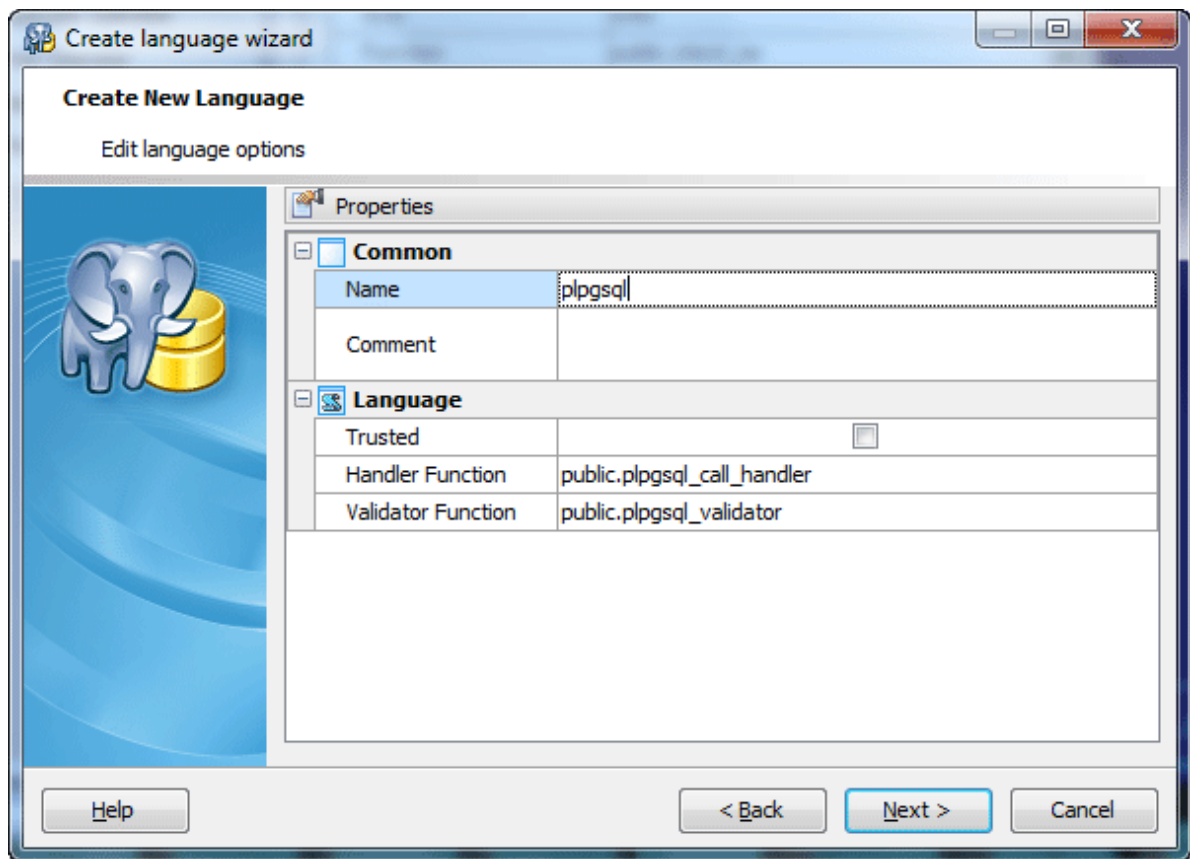 Create language wizard
Create New Language
Edit language options
Properties
Common
Name plpgsql
Comment
Language
Trusted
Handler Function public.plpgsql_call_handler
Validator Function public.plpgsql_validator
Help < Back Next > Cancel